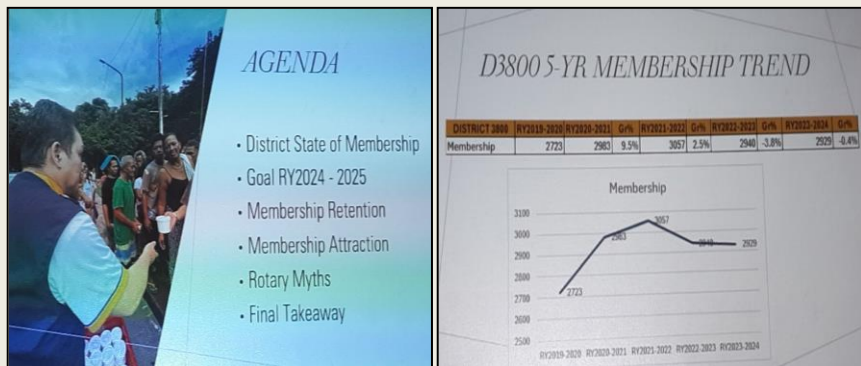 AGENDA
• District State of Membership
• Goal RY2024 - 2025
• Membership Retention
• Membership Attraction
• Rotary Myths
• Final Takeaway
D3800 5-YR MEMBERSHIP TREND
DISTRICT 3800 RY2019-2020 RY2020-2021 Gr% RY2021-2022 Gr% RY2022-2023 Gr% RY2023-2024 Gr%
Membership 2723 2983 9.5% 3057 2.5% 2940 -3.8% 2929 -0.4%
Membership
3100
3000
2900
2800
2700
2600
2500
2723
2983
3057
2940
2929
RY2019-2020 RY2020-2021 RY2021-2022 RY2022-2023 RY2023-2024